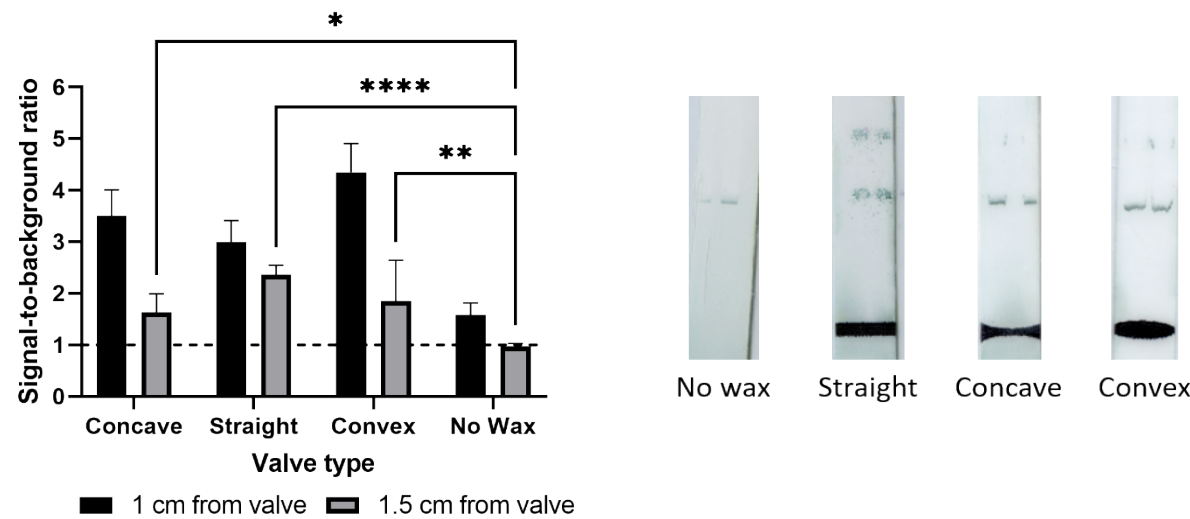 *
****
**
Signal-to-background ratio
6
5
4
3
2
1
0
Concave Straight Convex No Wax
Valve type
1 cm from valve 1.5 cm from valve
No wax Straight Concave Convex